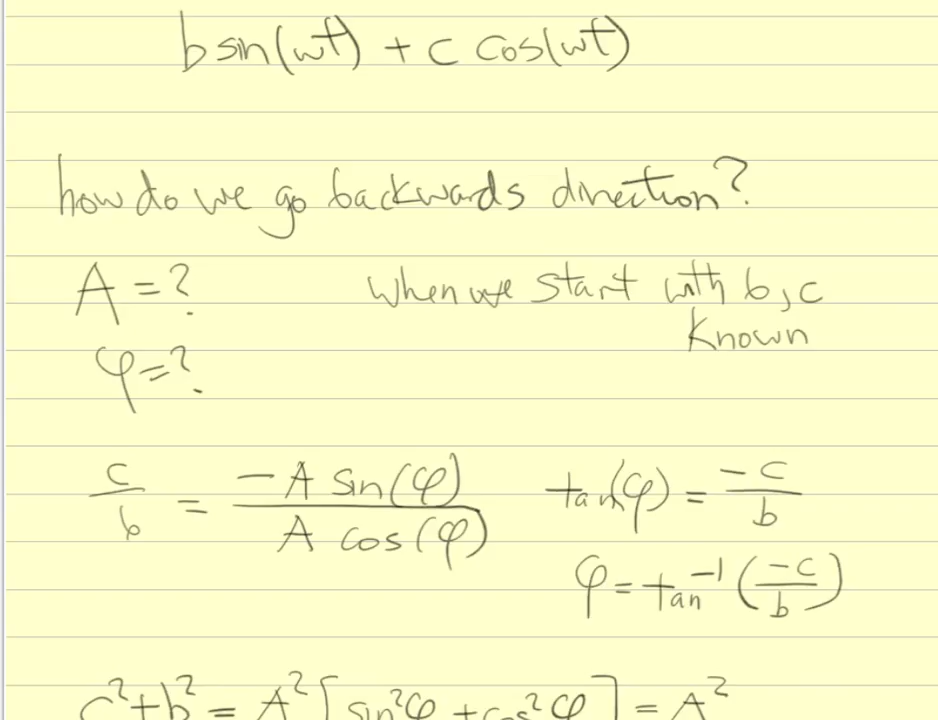 b sin(ωt) + c cos(ωt)
how do we go backwards direction?
A = ?
when we start with b, c
known
φ = ?
c/b = -A sin(φ) / A cos(φ)
tan(φ) = -c/b
φ = tan⁻¹(-c/b)
c² + b² = A² [sin²φ + cos²φ] = A²